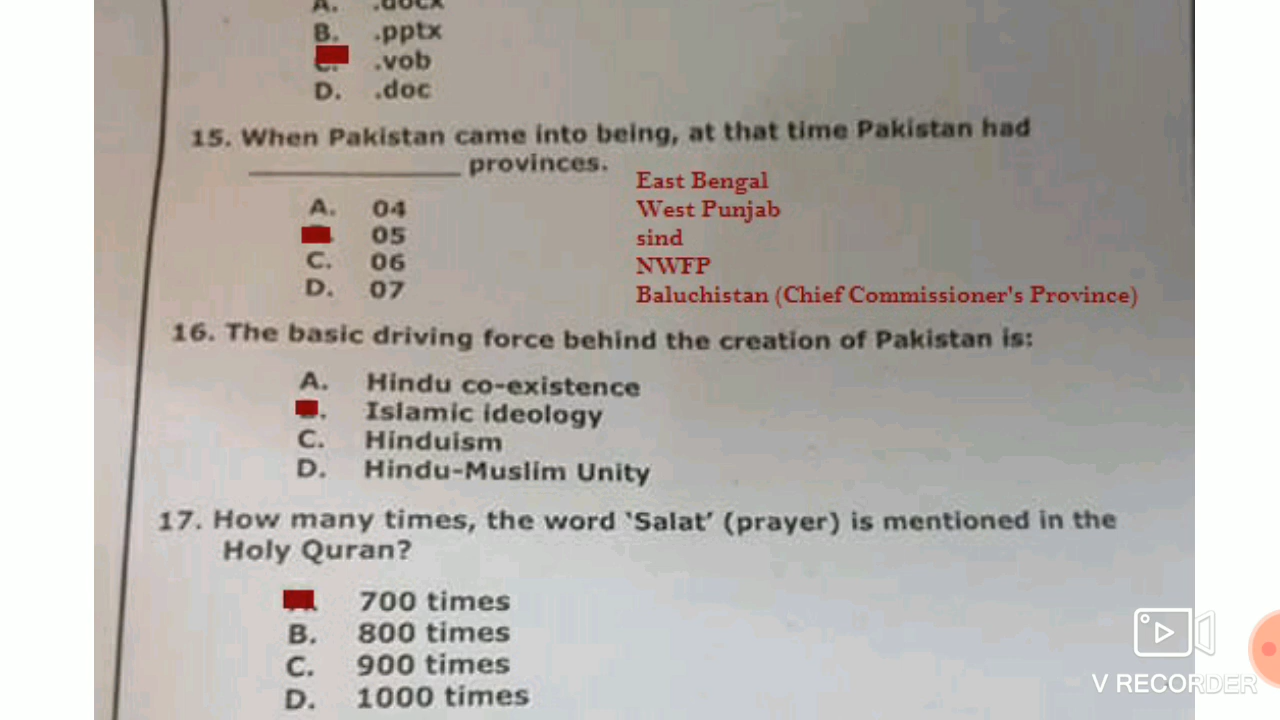 A. .docx
B. .pptx
C. .vob
D. .doc
15. When Pakistan came into being, at that time Pakistan had
____________________ provinces.
East Bengal
A. 04
West Punjab
05
sind
C. 06
NWFP
D. 07
Baluchistan (Chief Commissioner's Province)
16. The basic driving force behind the creation of Pakistan is:
A. Hindu co-existence
. Islamic ideology
C. Hinduism
D. Hindu-Muslim Unity
17. How many times, the word ‘Salat’ (prayer) is mentioned in the
Holy Quran?
700 times
B. 800 times
C. 900 times
D. 1000 times
V RECORDER